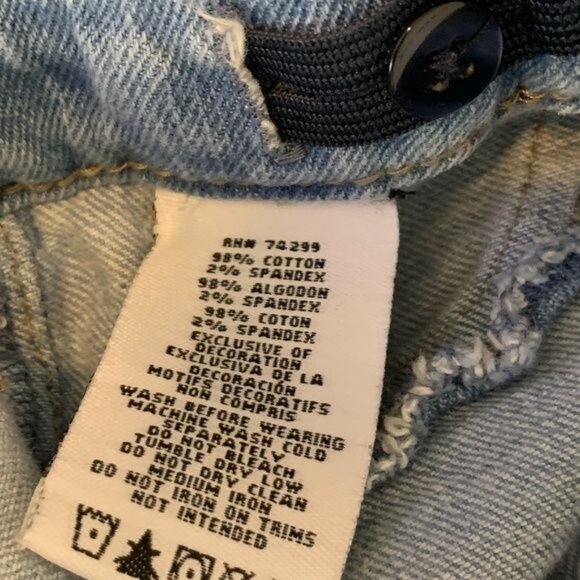 RN# 74299
98% COTTON
2% SPANDEX
98% ALGODON
2% SPANDEX
98% COTON
2% SPANDEX
EXCLUSIVE OF
DECORATION
EXCLUSIVA DE LA
DECORACIÓN
MOTIFS DECORATIFS
NON COMPRIS
WASH BEFORE WEARING
MACHINE WASH COLD
SEPARATELY
DO NOT BLEACH
TUMBLE DRY LOW
DO NOT DRY CLEAN
MEDIUM IRON
DO NOT IRON ON TRIMS
NOT INTENDED